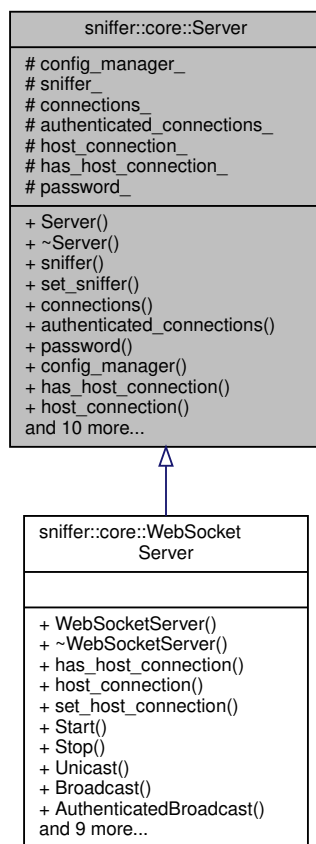 sniffer::core::Server
# config_manager_
# sniffer_
# connections_
# authenticated_connections_
# host_connection_
# has_host_connection_
# password_
+ Server()
+ ~Server()
+ sniffer()
+ set_sniffer()
+ connections()
+ authenticated_connections()
+ password()
+ config_manager()
+ has_host_connection()
+ host_connection()
and 10 more...
sniffer::core::WebSocket
Server
+ WebSocketServer()
+ ~WebSocketServer()
+ has_host_connection()
+ host_connection()
+ set_host_connection()
+ Start()
+ Stop()
+ Unicast()
+ Broadcast()
+ AuthenticatedBroadcast()
and 9 more...